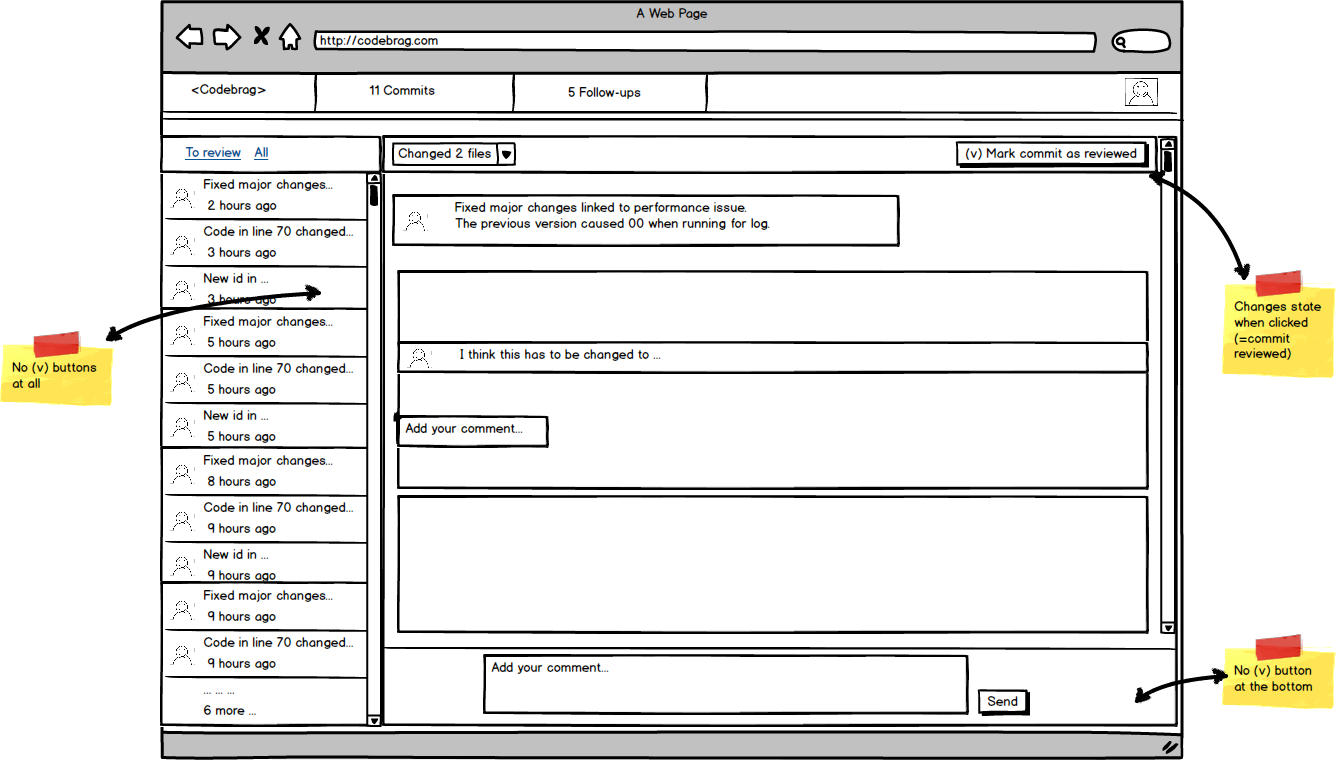 A Web Page
http://codebrag.com
<Codebrag>
11 Commits
5 Follow-ups
To review All
Changed 2 files
(v) Mark commit as reviewed
Fixed major changes...
2 hours ago
Code in line 70 changed...
3 hours ago
New id in ...
3 hours ago
Fixed major changes...
5 hours ago
Code in line 70 changed...
5 hours ago
New id in ...
5 hours ago
Fixed major changes...
8 hours ago
Code in line 70 changed...
9 hours ago
New id in ...
9 hours ago
Fixed major changes...
9 hours ago
Code in line 70 changed...
9 hours ago
... ... ...
6 more ...
Fixed major changes linked to performance issue.
The previous version caused 00 when running for log.
I think this has to be changed to ...
Add your comment...
Add your comment...
Send
No (v) buttons
at all
Changes state
when clicked
(=commit
reviewed)
No (v) button
at the bottom